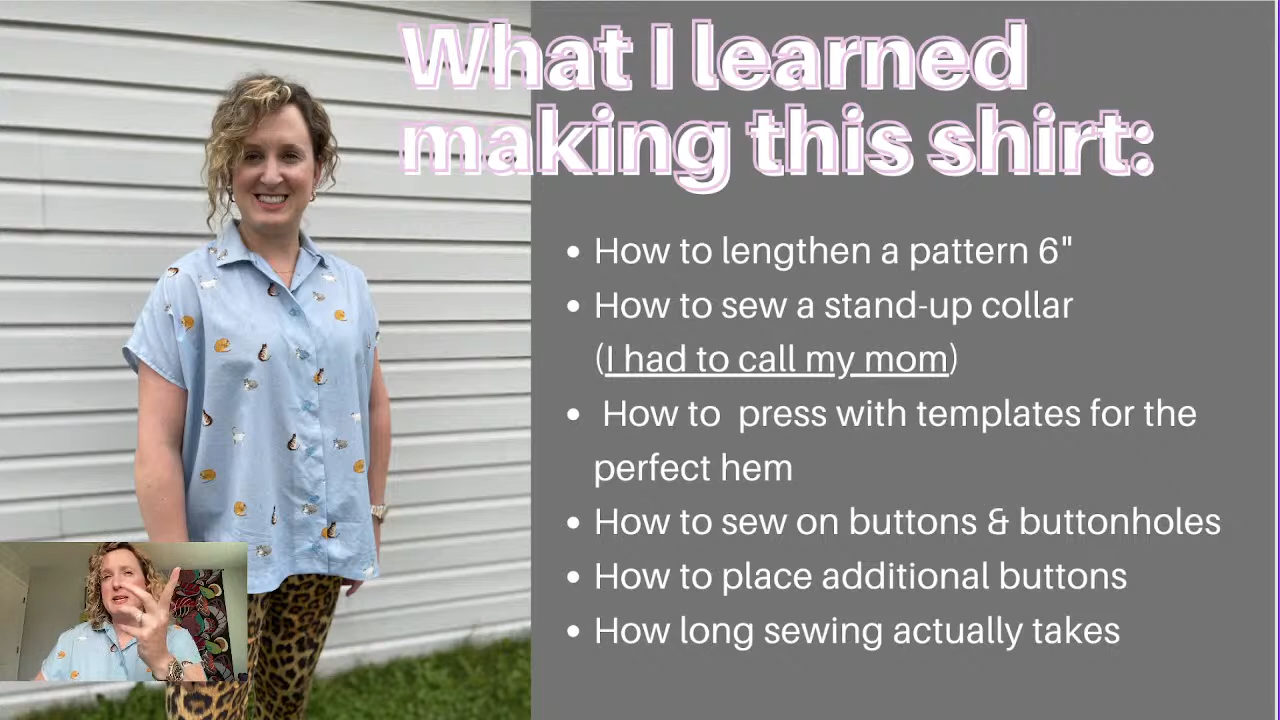 What I learned
making this shirt:
• How to lengthen a pattern 6"
• How to sew a stand-up collar
(I had to call my mom)
• How to press with templates for the
perfect hem
• How to sew on buttons & buttonholes
• How to place additional buttons
• How long sewing actually takes